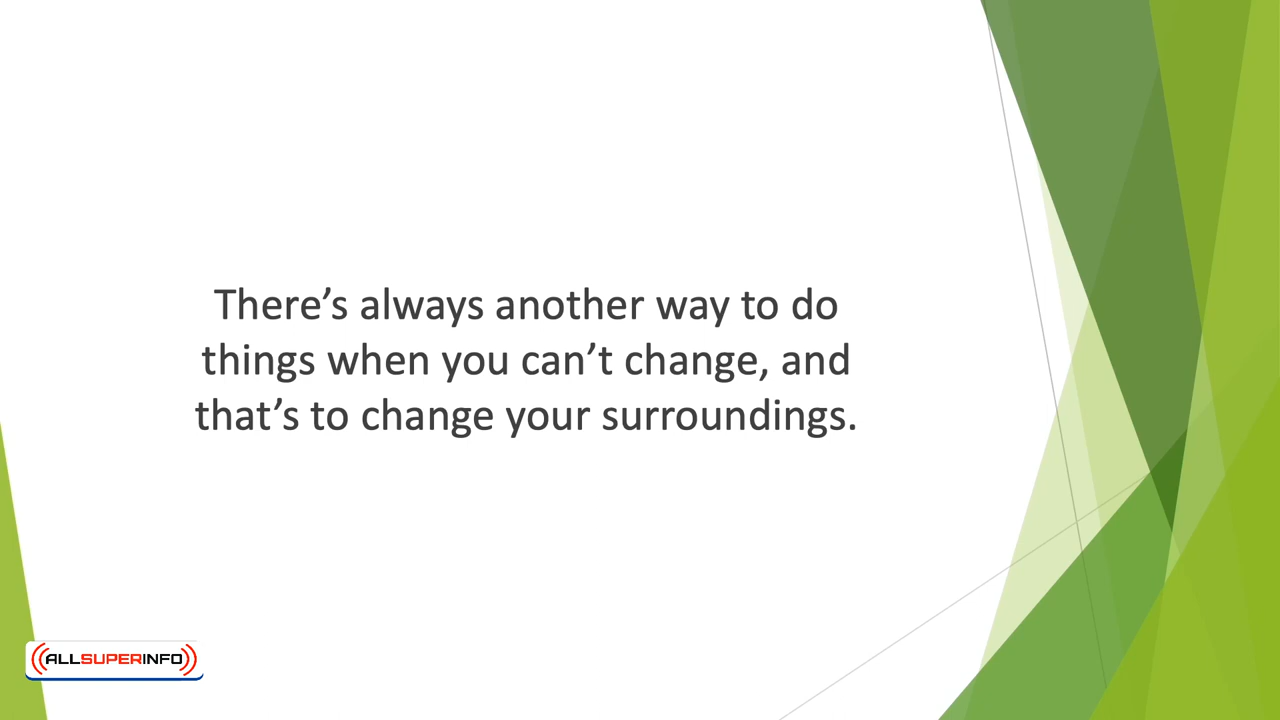 There’s always another way to do
things when you can’t change, and
that’s to change your surroundings.
ALLSUPERINFO